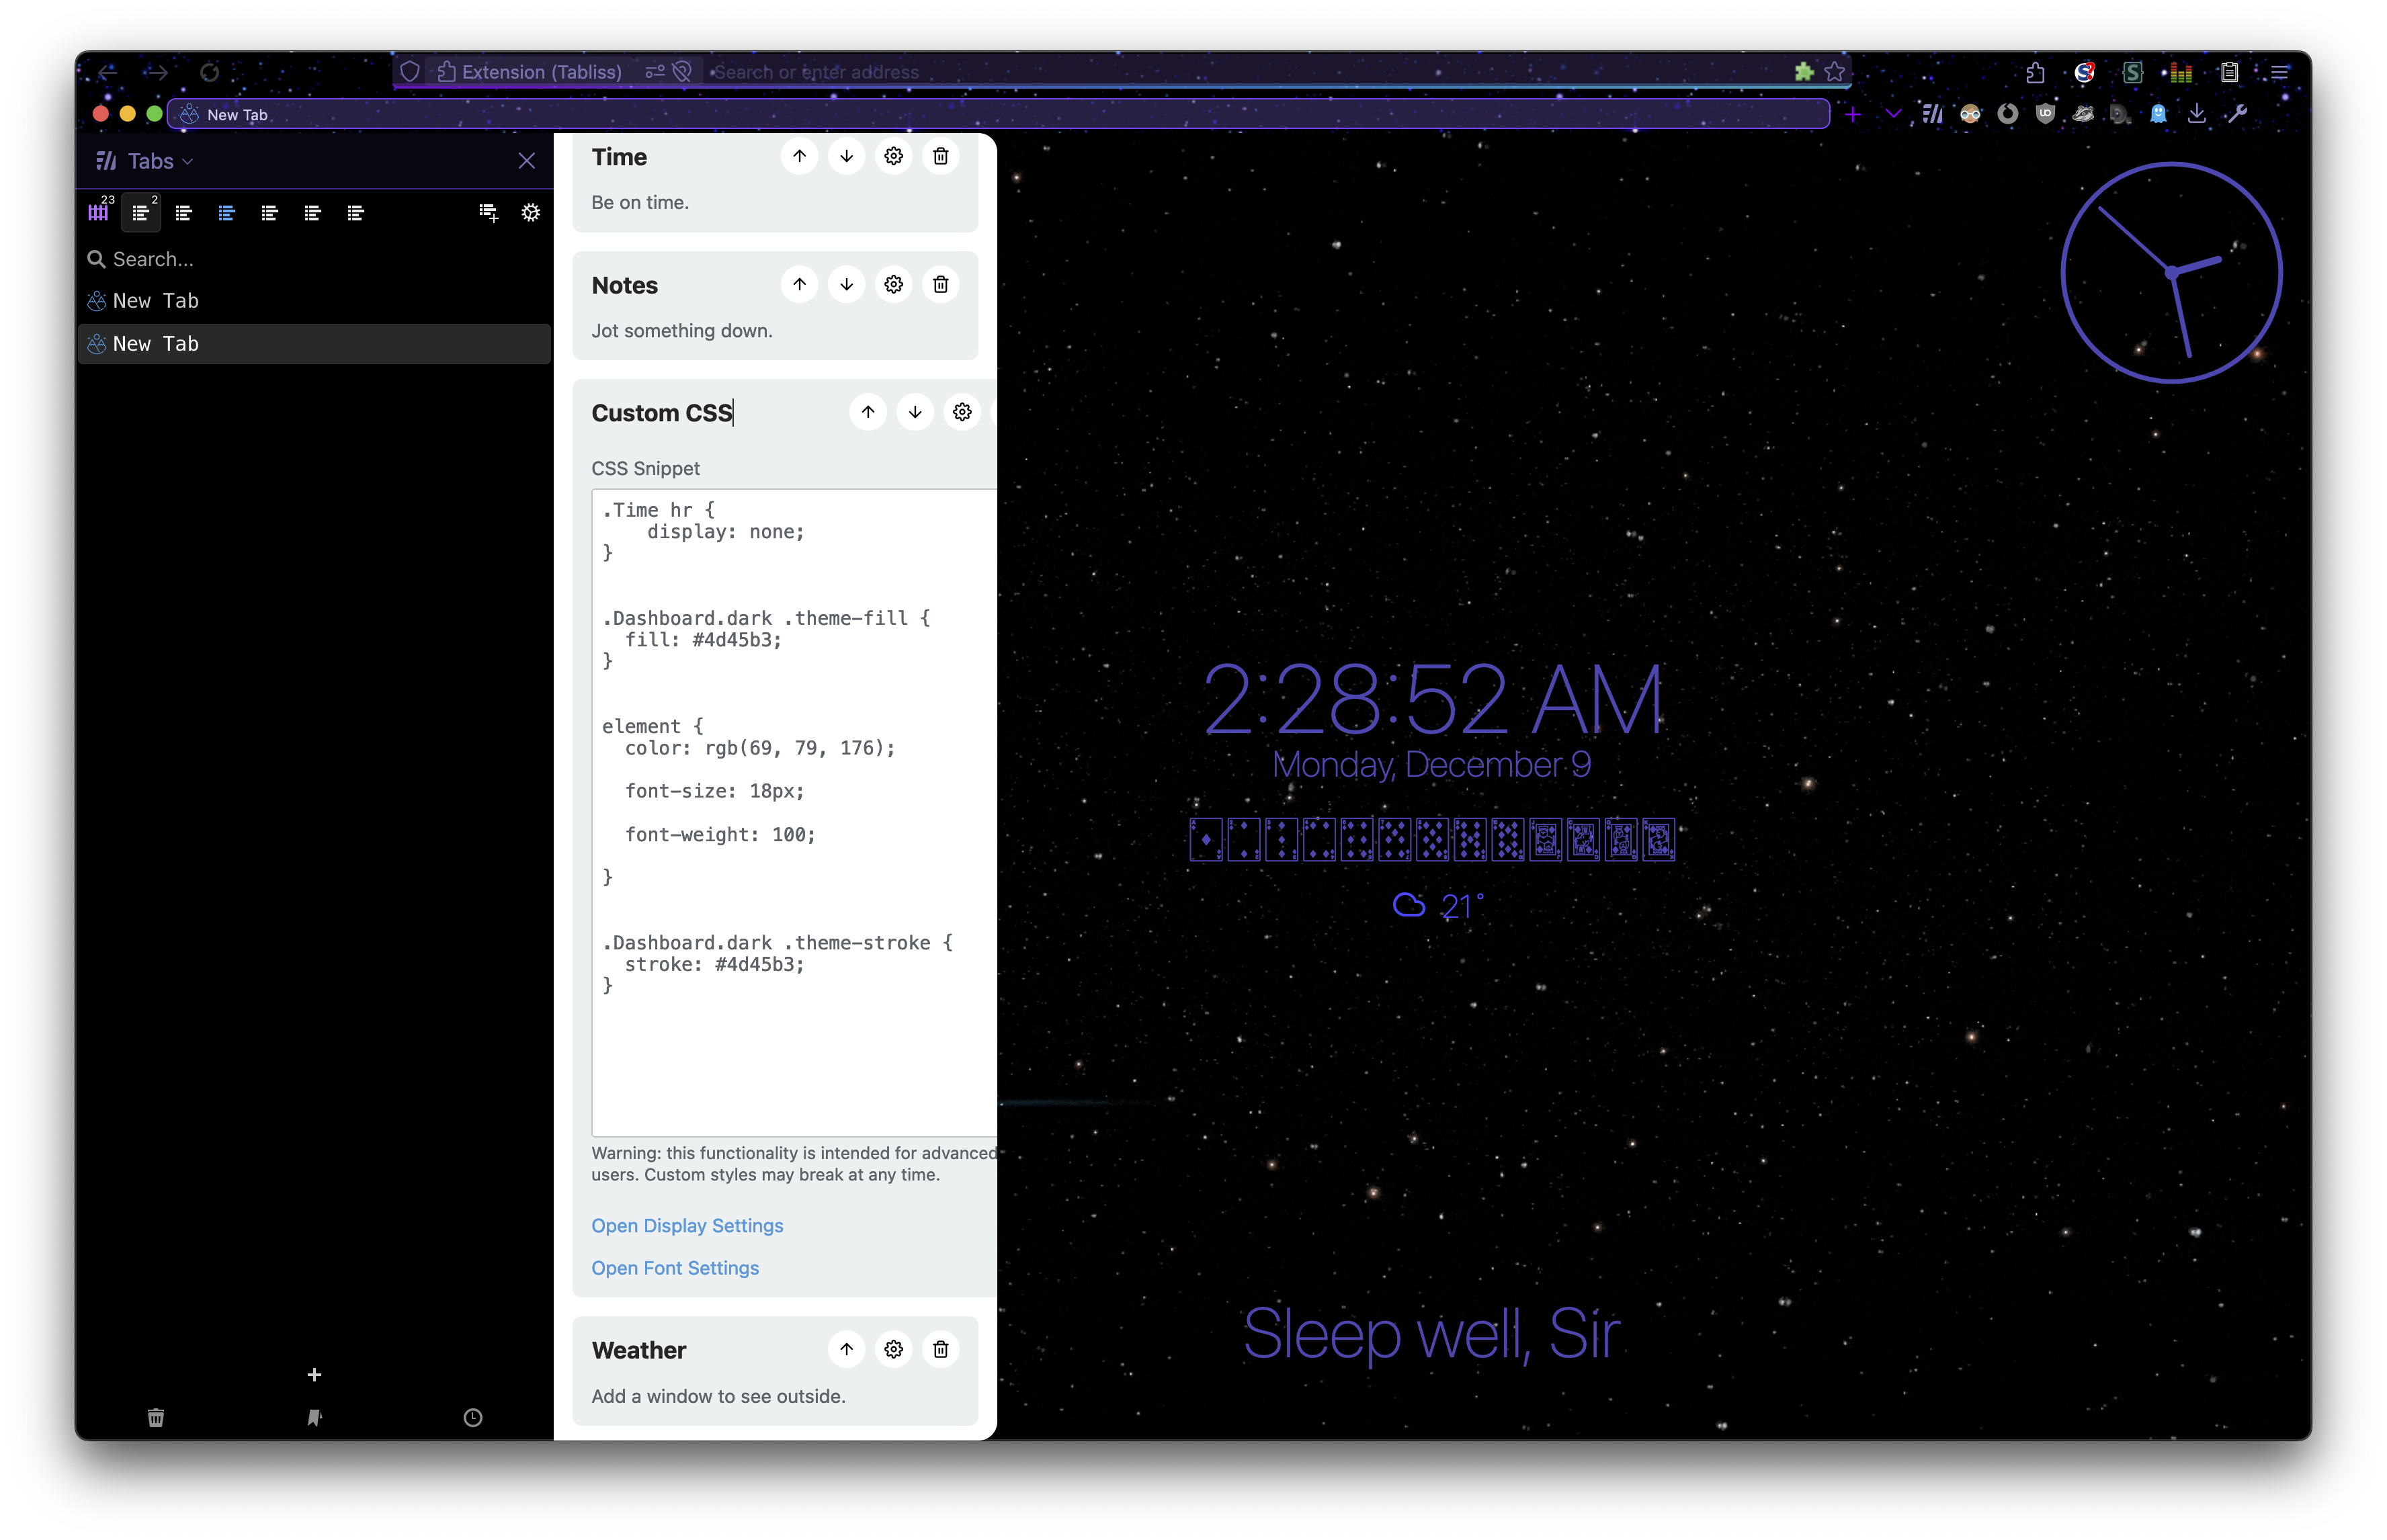 Extension (Tabliss)
Search or enter address
New Tab
Tabs
23
2
Search...
New Tab
New Tab
Time
Be on time.
Notes
Jot something down.
Custom CSS
CSS Snippet
.Time hr {
    display: none;
}
.Dashboard.dark .theme-fill {
  fill: #4d45b3;
}
element {
  color: rgb(69, 79, 176);
  font-size: 18px;
  font-weight: 100;
}
.Dashboard.dark .theme-stroke {
  stroke: #4d45b3;
}
Warning: this functionality is intended for advanced
users. Custom styles may break at any time.
Open Display Settings
Open Font Settings
Weather
Add a window to see outside.
2:28:52 AM
Monday, December 9
21°
Sleep well, Sir